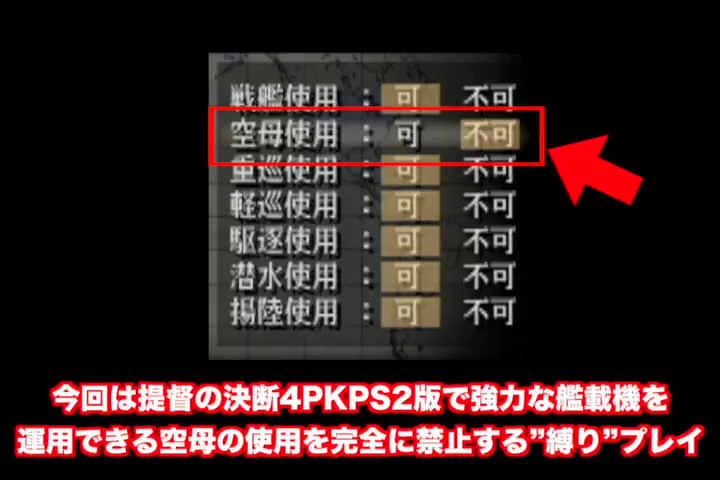 戦艦使用 : 可 不可
空母使用 : 可 不可
重巡使用 : 可 不可
軽巡使用 : 可 不可
駆逐使用 : 可 不可
潜水使用 : 可 不可
揚陸使用 : 可 不可
今回は提督の決断4PKPS2版で強力な艦載機を
運用できる空母の使用を完全に禁止する”縛り”プレイ